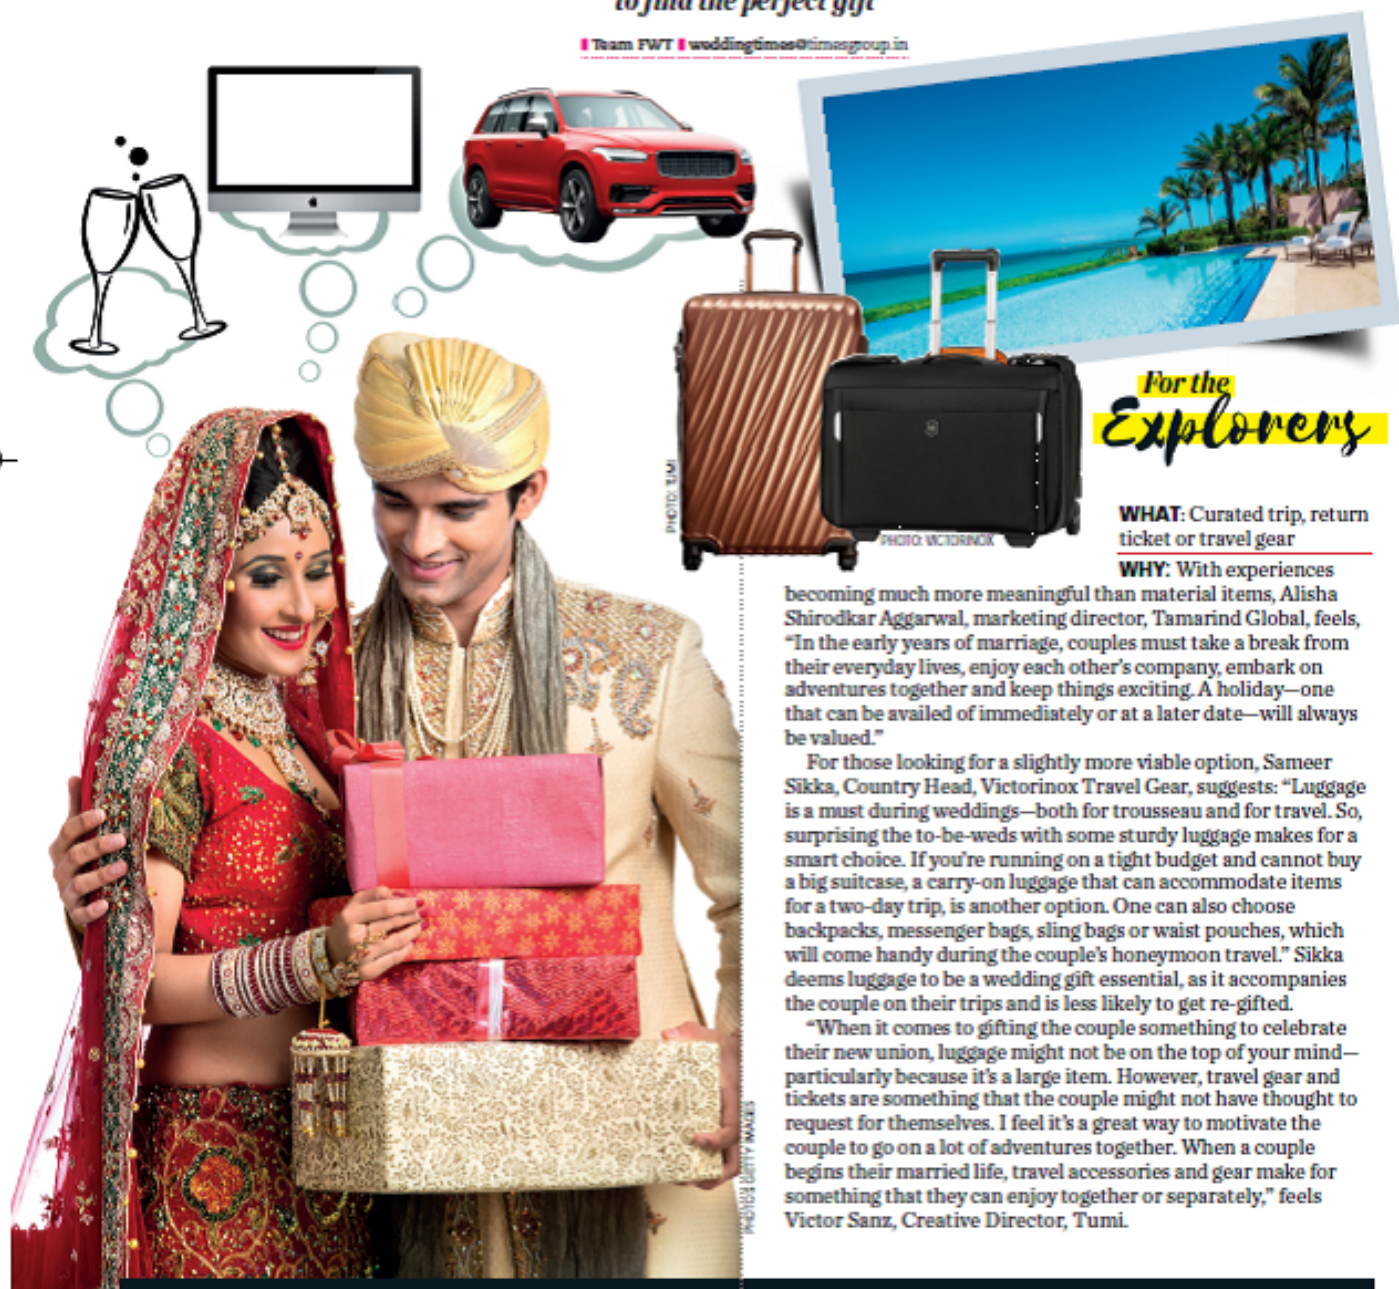 to find the perfect gift
Team FWT weddingtimes@timesgroup.in
For the
Explorers
PHOTO: TUMI
PHOTO: VICTORINOX
WHAT: Curated trip, return
ticket or travel gear
WHY: With experiences
becoming much more meaningful than material items, Alisha
Shirodkar Aggarwal, marketing director, Tamarind Global, feels,
“In the early years of marriage, couples must take a break from
their everyday lives, enjoy each other’s company, embark on
adventures together and keep things exciting. A holiday—one
that can be availed of immediately or at a later date—will always
be valued.”
For those looking for a slightly more viable option, Sameer
Sikka, Country Head, Victorinox Travel Gear, suggests: “Luggage
is a must during weddings—both for trousseau and for travel. So,
surprising the to-be-weds with some sturdy luggage makes for a
smart choice. If you’re running on a tight budget and cannot buy
a big suitcase, a carry-on luggage that can accommodate items
for a two-day trip, is another option. One can also choose
backpacks, messenger bags, sling bags or waist pouches, which
will come handy during the couple’s honeymoon travel.” Sikka
deems luggage to be a wedding gift essential, as it accompanies
the couple on their trips and is less likely to get re-gifted.
“When it comes to gifting the couple something to celebrate
their new union, luggage might not be on the top of your mind—
particularly because it’s a large item. However, travel gear and
tickets are something that the couple might not have thought to
request for themselves. I feel it’s a great way to motivate the
couple to go on a lot of adventures together. When a couple
begins their married life, travel accessories and gear make for
something that they can enjoy together or separately,” feels
Victor Sanz, Creative Director, Tumi.
PHOTOS GETTY IMAGES